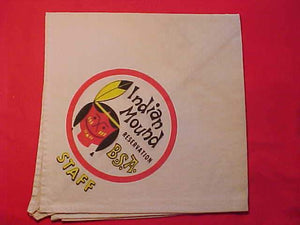 Indian
Mound
RESERVATION
B.S.A.
STAFF